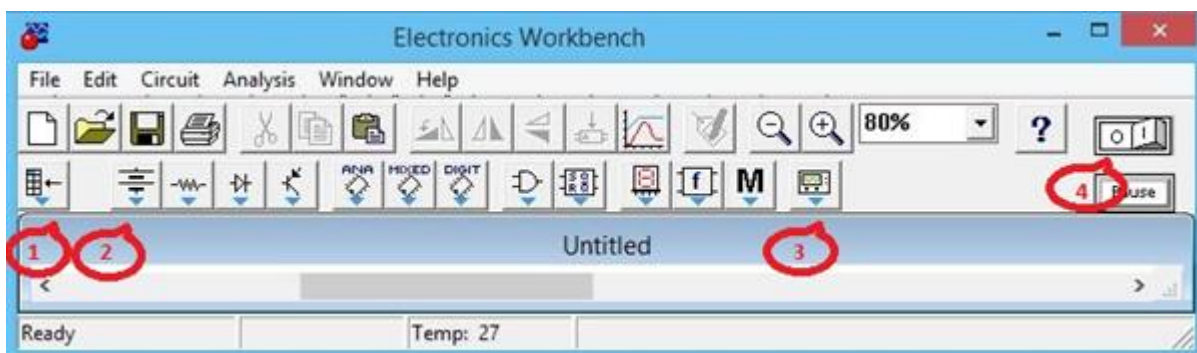 Electronics Workbench
File Edit Circuit Analysis Window Help
80% ?
O I
ANA MIXED DIGIT
f M
4 Pause
1 2 Untitled 3
Ready Temp: 27